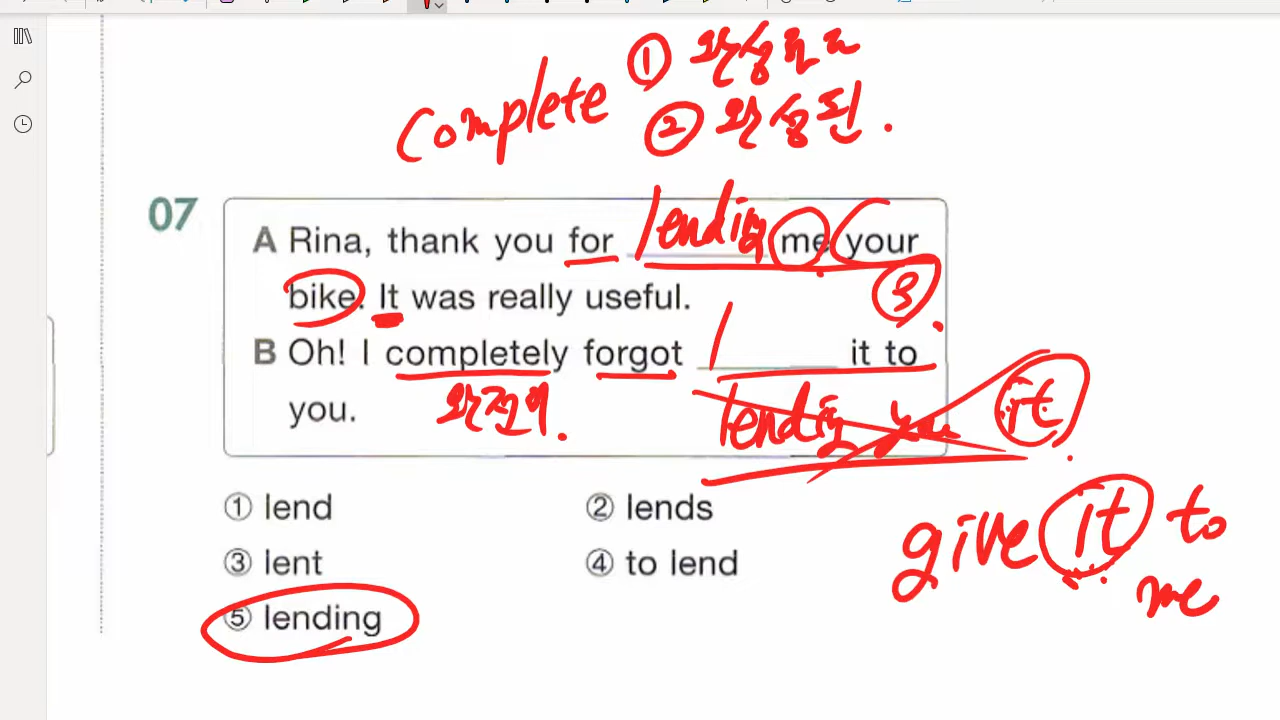 complete ① 완성하고
② 완성된.
07
A Rina, thank you for lending me your
bike. It was really useful.
B Oh! I completely forgot l it to
you.
완전히.
lending you it
① lend ② lends
③ lent ④ to lend
⑤ lending
give it to
me